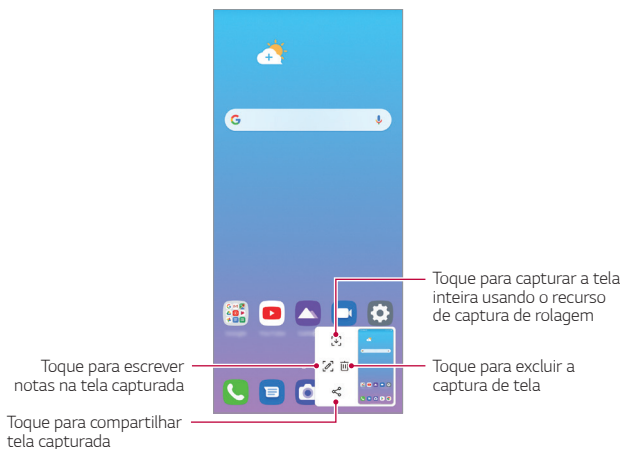 Toque para capturar a tela
inteira usando o recurso
de captura de rolagem
Toque para escrever
notas na tela capturada
Toque para excluir a
captura de tela
Toque para compartilhar
tela capturada